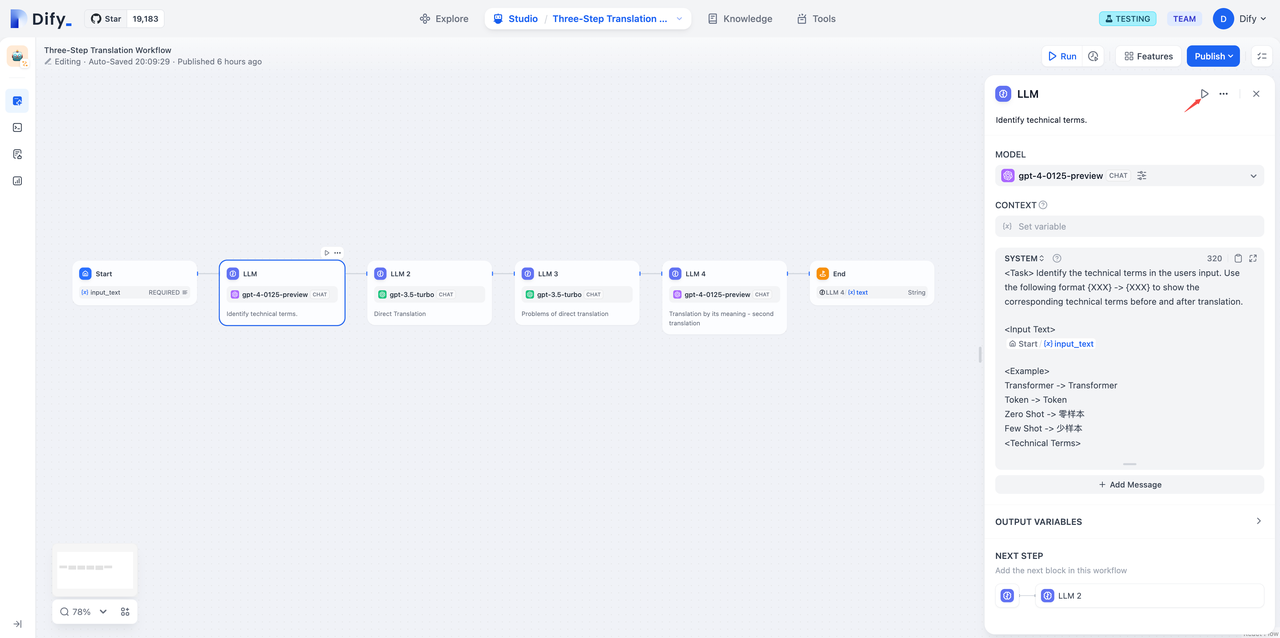 Dify_
Star 19,183
Explore
Studio / Three-Step Translation ...
Knowledge
Tools
TESTING
TEAM
D Dify
Three-Step Translation Workflow
Editing · Auto-Saved 20:09:29 · Published 6 hours ago
Run
Features
Publish
Start
{x} input_text REQUIRED
LLM
gpt-4-0125-preview CHAT
Identify technical terms.
LLM 2
gpt-3.5-turbo CHAT
Direct Translation
LLM 3
gpt-3.5-turbo CHAT
Problems of direct translation
LLM 4
gpt-4-0125-preview CHAT
Translation by its meaning - second
translation
End
LLM 4 {x} text String
78%
LLM
Identify technical terms.
MODEL
gpt-4-0125-preview CHAT
CONTEXT
{x} Set variable
SYSTEM 320
<Task> Identify the technical terms in the users input. Use
the following format {XXX} -> {XXX} to show the
corresponding technical terms before and after translation.
<Input Text>
Start {x} input_text
<Example>
Transformer -> Transformer
Token -> Token
Zero Shot -> 零样本
Few Shot -> 少样本
<Technical Terms>
+ Add Message
OUTPUT VARIABLES
NEXT STEP
Add the next block in this workflow
LLM 2